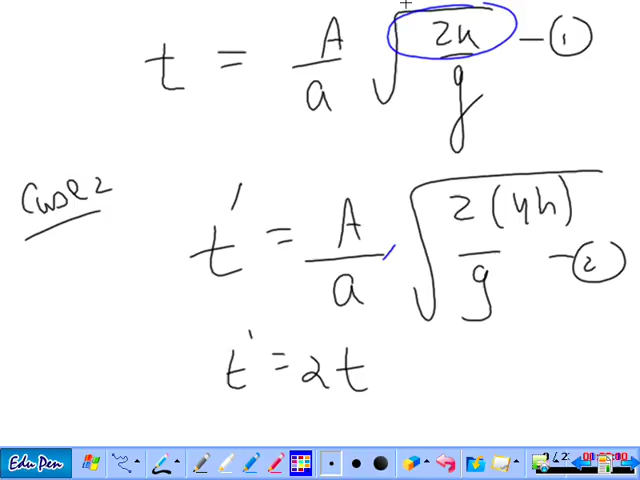 t = A/a √(2h/g) — ①
Case 2
t' = A/a √(2(4h)/g) — ②
t' = 2t
Edu Pen